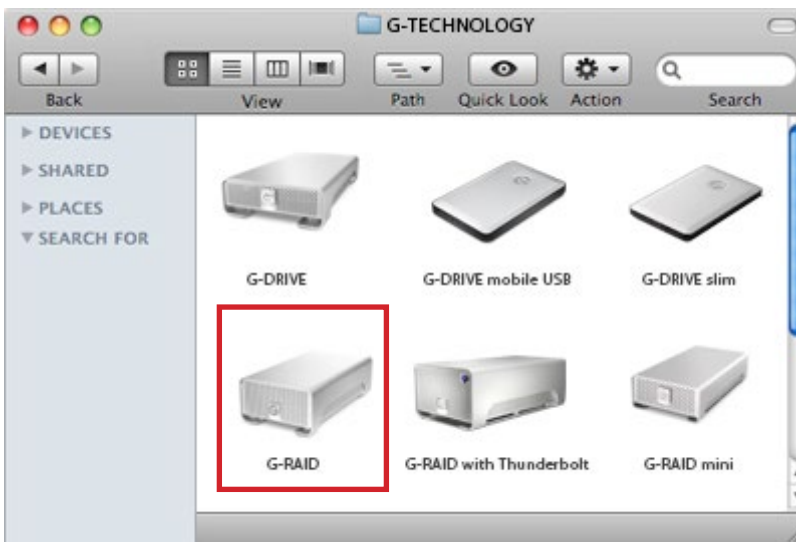 G-TECHNOLOGY
Back View Path Quick Look Action Search
DEVICES
SHARED
PLACES
SEARCH FOR
G-DRIVE G-DRIVE mobile USB G-DRIVE slim
G-RAID G-RAID with Thunderbolt G-RAID mini